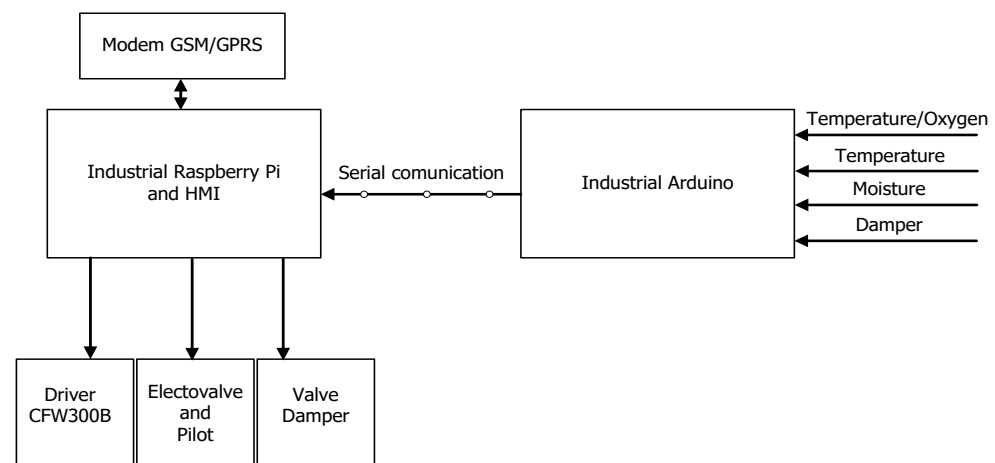 Modem GSM/GPRS
Industrial Raspberry Pi
and HMI
Serial comunication
Industrial Arduino
Temperature/Oxygen
Temperature
Moisture
Damper
Driver
CFW300B
Electovalve
and
Pilot
Valve
Damper